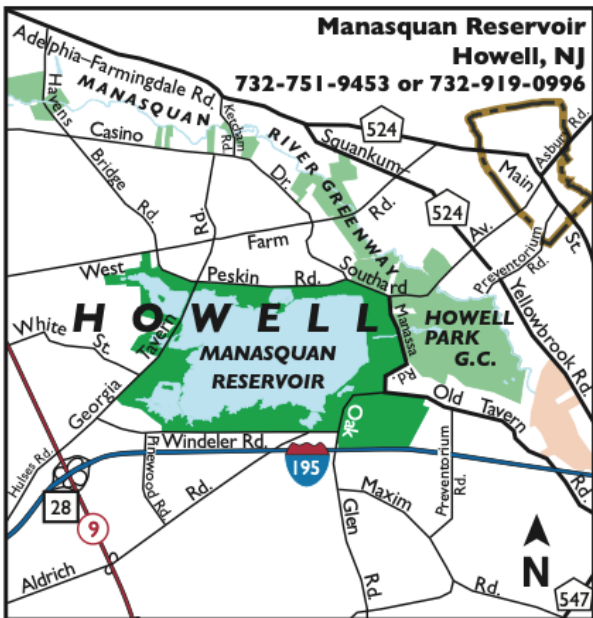 Manasquan Reservoir
Howell, NJ
732-751-9453 or 732-919-0996
Adelphia–Farmingdale Rd.
Havens
Bridge
Rd.
MANASQUAN
RIVER GREENWAY
Ketcham
Rd.
Casino
Dr.
524
Squankum–
Yellowbrook Rd.
524
Asbury Rd.
Main
St.
Preventorium
Rd.
Southard
Av.
West
Farm
Rd.
Peskin Rd.
HOWELL
MANASQUAN
RESERVOIR
HOWELL
PARK
G.C.
Manassa
Rd.
White
St.
Georgia
Tavern
Rd.
Old Tavern
Rd.
Oak
Glen
Rd.
Windeler Rd.
Hulses Rd.
Pinewood Rd.
195
28
9
Aldrich
Rd.
Preventorium
Rd.
Maxim
Rd.
N
547